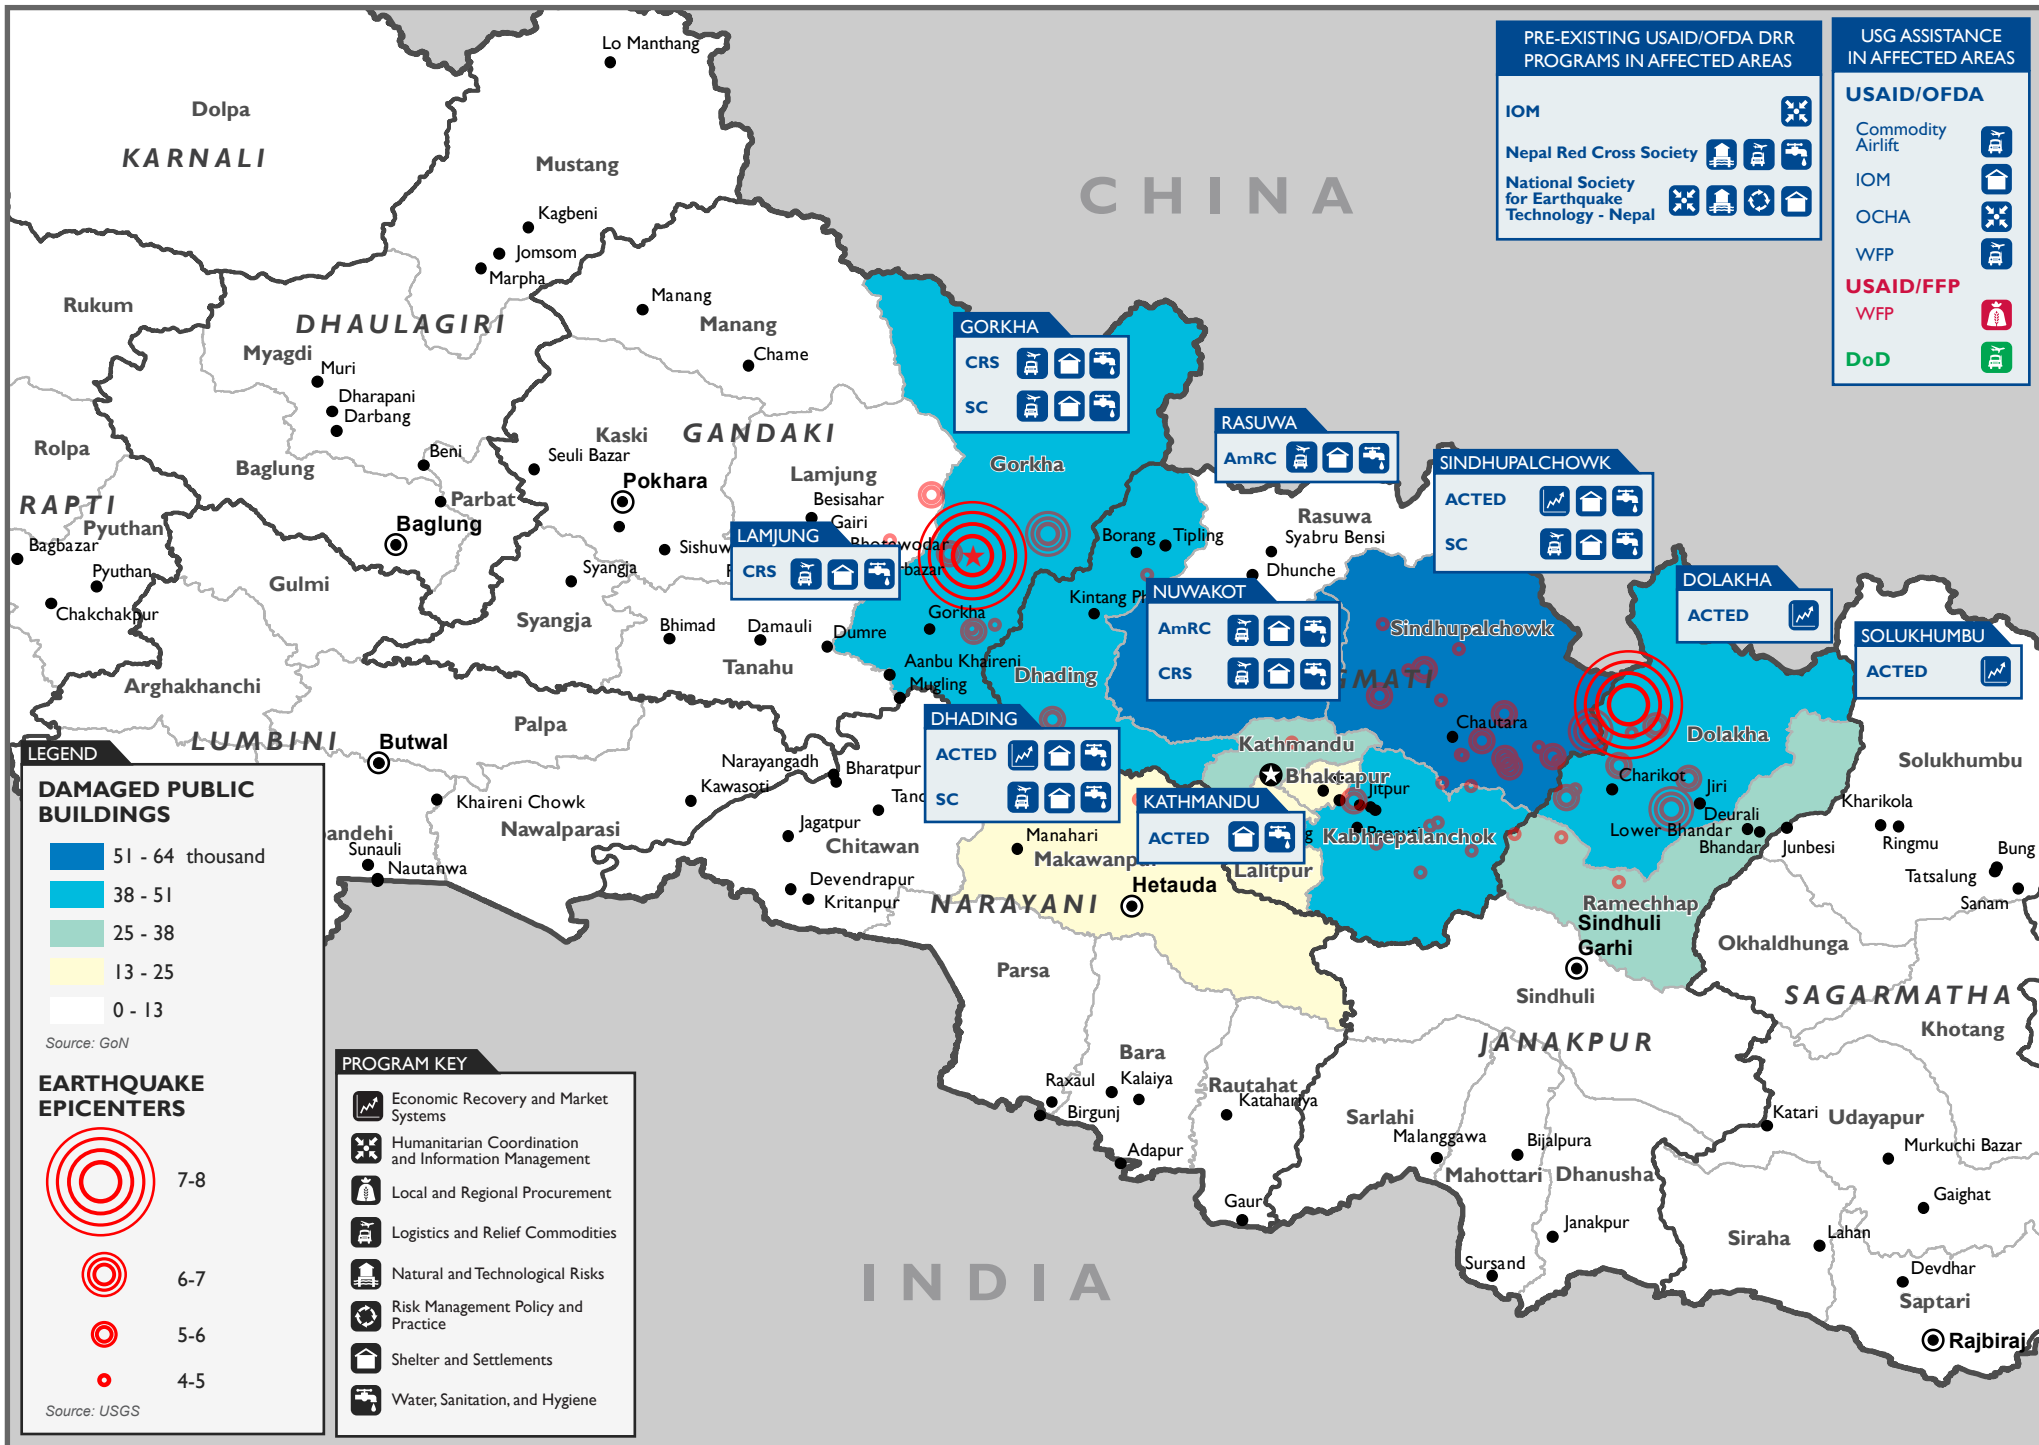 Lo Manthang
Dolpa
KARNALI
Mustang
Kagbeni
Jomsom
Marpha
CHINA
PRE-EXISTING USAID/OFDA DRR
PROGRAMS IN AFFECTED AREAS
IOM
Nepal Red Cross Society
National Society
for Earthquake
Technology - Nepal
USG ASSISTANCE
IN AFFECTED AREAS
USAID/OFDA
Commodity
Airlift
IOM
OCHA
WFP
USAID/FFP
WFP
DoD
Rukum
DHAULAGIRI
Myagdi
Muri
Dharapani
Darbang
Manang
Manang
Chame
Rolpa
Baglung
Beni
Parbat
Baglung
RAPTI
Pyuthan
Bagbazar
Pyuthan
Chakchakpur
Kaski
Seuli Bazar
Pokhara
GANDAKI
Lamjung
Besisahar
Gairi
Bhotewodar
Sishuw
bazar
Gulmi
Syangja
Syangja
Arghakhanchi
Bhimad
Damauli
Dumre
Tanahu
GORKHA
CRS
SC
Gorkha
LAMJUNG
CRS
Gorkha
Aanbu Khaireni
Mugling
RASUWA
AmRC
Rasuwa
Syabru Bensi
Dhunche
Borang
Tipling
Kintang Ph
Dhading
NUWAKOT
AmRC
CRS
GMATI
SINDHUPALCHOWK
ACTED
SC
Sindhupalchowk
Chautara
DOLAKHA
ACTED
SOLUKHUMBU
ACTED
Dolakha
Charikot
Jiri
Deurali
Lower Bhandar
Bhandar
Junbesi
Solukhumbu
Kharikola
Ringmu
Bung
Tatsalung
Sanam
Palpa
LUMBINI
Butwal
Khaireni Chowk
Kawasoti
Nawalparasi
andehi
Sunauli
Nautanwa
Narayangadh
Bharatpur
Jagatpur
Chitawan
Devendrapur
Kritanpur
DHADING
ACTED
SC
Kathmandu
Bhaktapur
Jitpur
KATHMANDU
ACTED
Kabhrepalanchok
Lalitpur
Manahari
Makawanpur
Hetauda
NARAYANI
Ramechhap
Sindhuli
Garhi
Sindhuli
Okhaldhunga
SAGARMATHA
Khotang
JANAKPUR
Parsa
Bara
Raxaul
Kalaiya
Birgunj
Adapur
Rautahat
Katahariya
Gaur
Sarlahi
Malanggawa
Bijalpura
Mahottari
Dhanusha
Janakpur
Sursand
Katari
Udayapur
Murkuchi Bazar
Gaighat
Siraha
Lahan
Devdhar
Saptari
Rajbiraj
INDIA
LEGEND
DAMAGED PUBLIC
BUILDINGS
51 - 64 thousand
38 - 51
25 - 38
13 - 25
0 - 13
Source: GoN
EARTHQUAKE
EPICENTERS
7-8
6-7
5-6
4-5
Source: USGS
PROGRAM KEY
Economic Recovery and Market
Systems
Humanitarian Coordination
and Information Management
Local and Regional Procurement
Logistics and Relief Commodities
Natural and Technological Risks
Risk Management Policy and
Practice
Shelter and Settlements
Water, Sanitation, and Hygiene